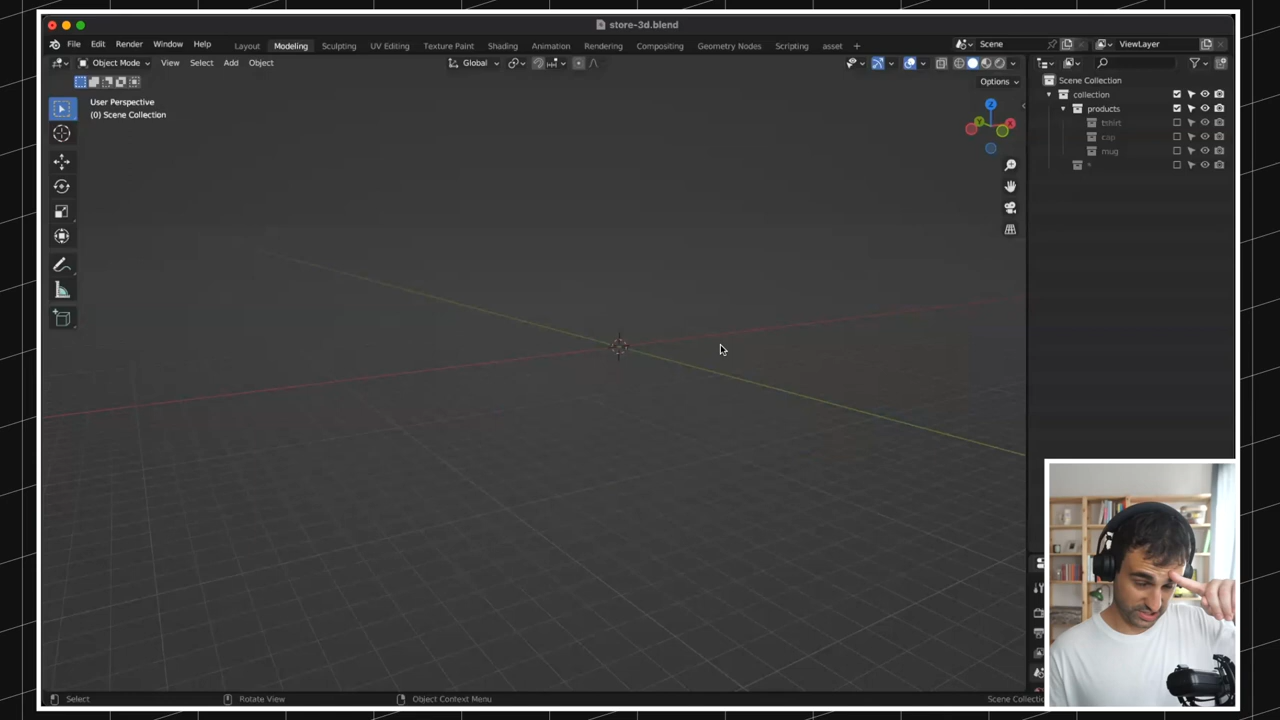 store-3d.blend
File Edit Render Window Help Layout Modeling Sculpting UV Editing Texture Paint Shading Animation Rendering Compositing Geometry Nodes Scripting asset + Scene ViewLayer
Object Mode View Select Add Object Global
Options
User Perspective
(0) Scene Collection
Z
Y
X
Scene Collection
collection
products
tshirt
cap
mug
Select Rotate View Object Context Menu Scene Collectio